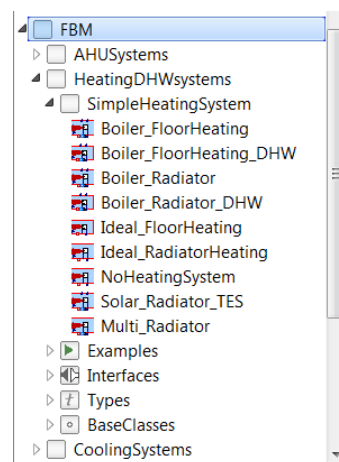 FBM
AHUSystems
HeatingDHWsystems
SimpleHeatingSystem
Boiler_FloorHeating
Boiler_FloorHeating_DHW
Boiler_Radiator
Boiler_Radiator_DHW
Ideal_FloorHeating
Ideal_RadiatorHeating
NoHeatingSystem
Solar_Radiator_TES
Multi_Radiator
Examples
Interfaces
t Types
BaseClasses
CoolingSystems